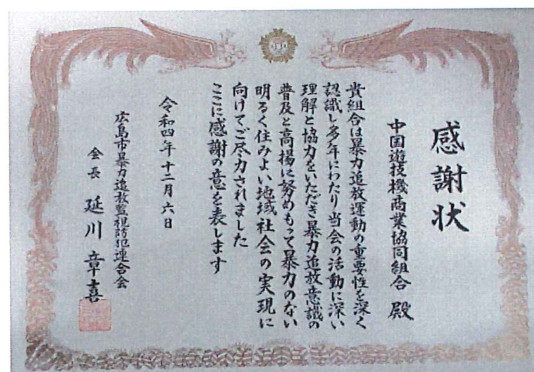 感謝状
中国遊技機商業協同組合 殿
貴組合は暴力追放運動の重要性を深く
認識し多年にわたり当会の活動に深い
理解と協力をいただき暴力追放意識の
普及と高揚に努めもって暴力のない
明るく住みよい地域社会の実現に
向けてご尽力されました
ここに感謝の意を表します
令和四年十二月六日
広島市暴力追放監視防犯連合会
会長 延川章喜